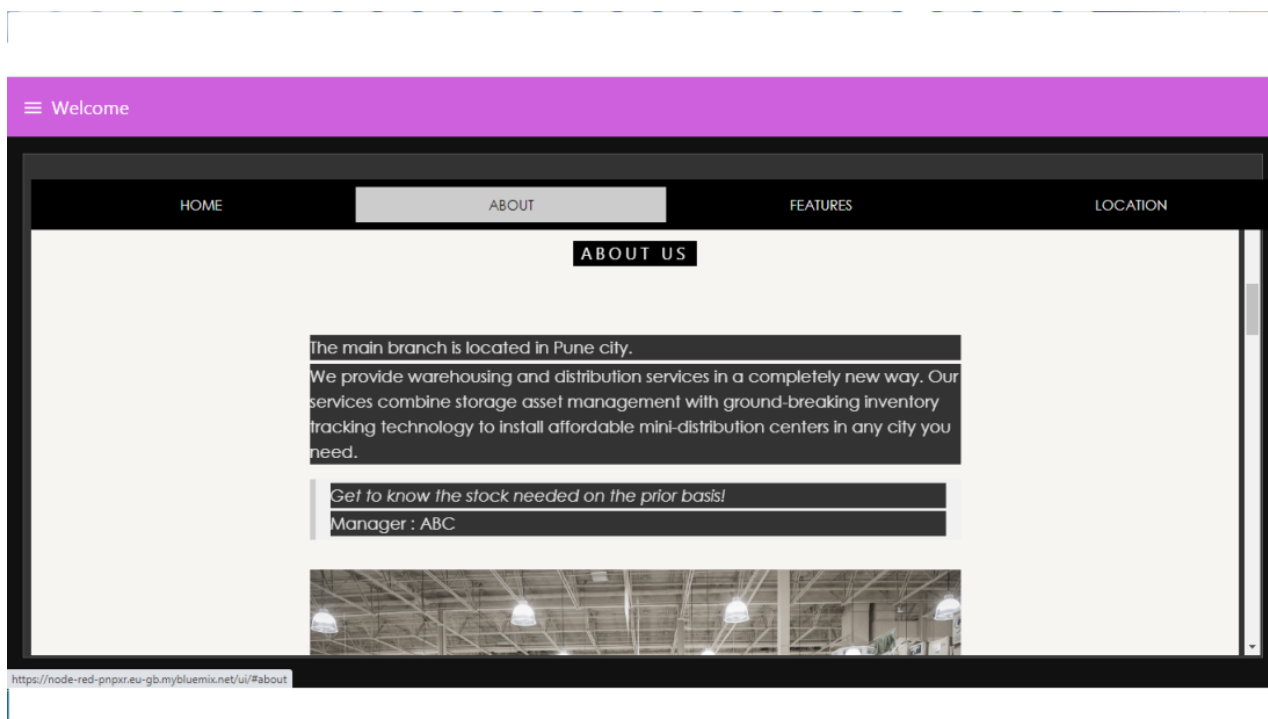 Welcome
HOME ABOUT FEATURES LOCATION
ABOUT US
The main branch is located in Pune city.
We provide warehousing and distribution services in a completely new way. Our
services combine storage asset management with ground-breaking inventory
tracking technology to install affordable mini-distribution centers in any city you
need.
Get to know the stock needed on the prior basis!
Manager : ABC
https://node-red-pnpxr.eu-gb.mybluemix.net/ui/#about